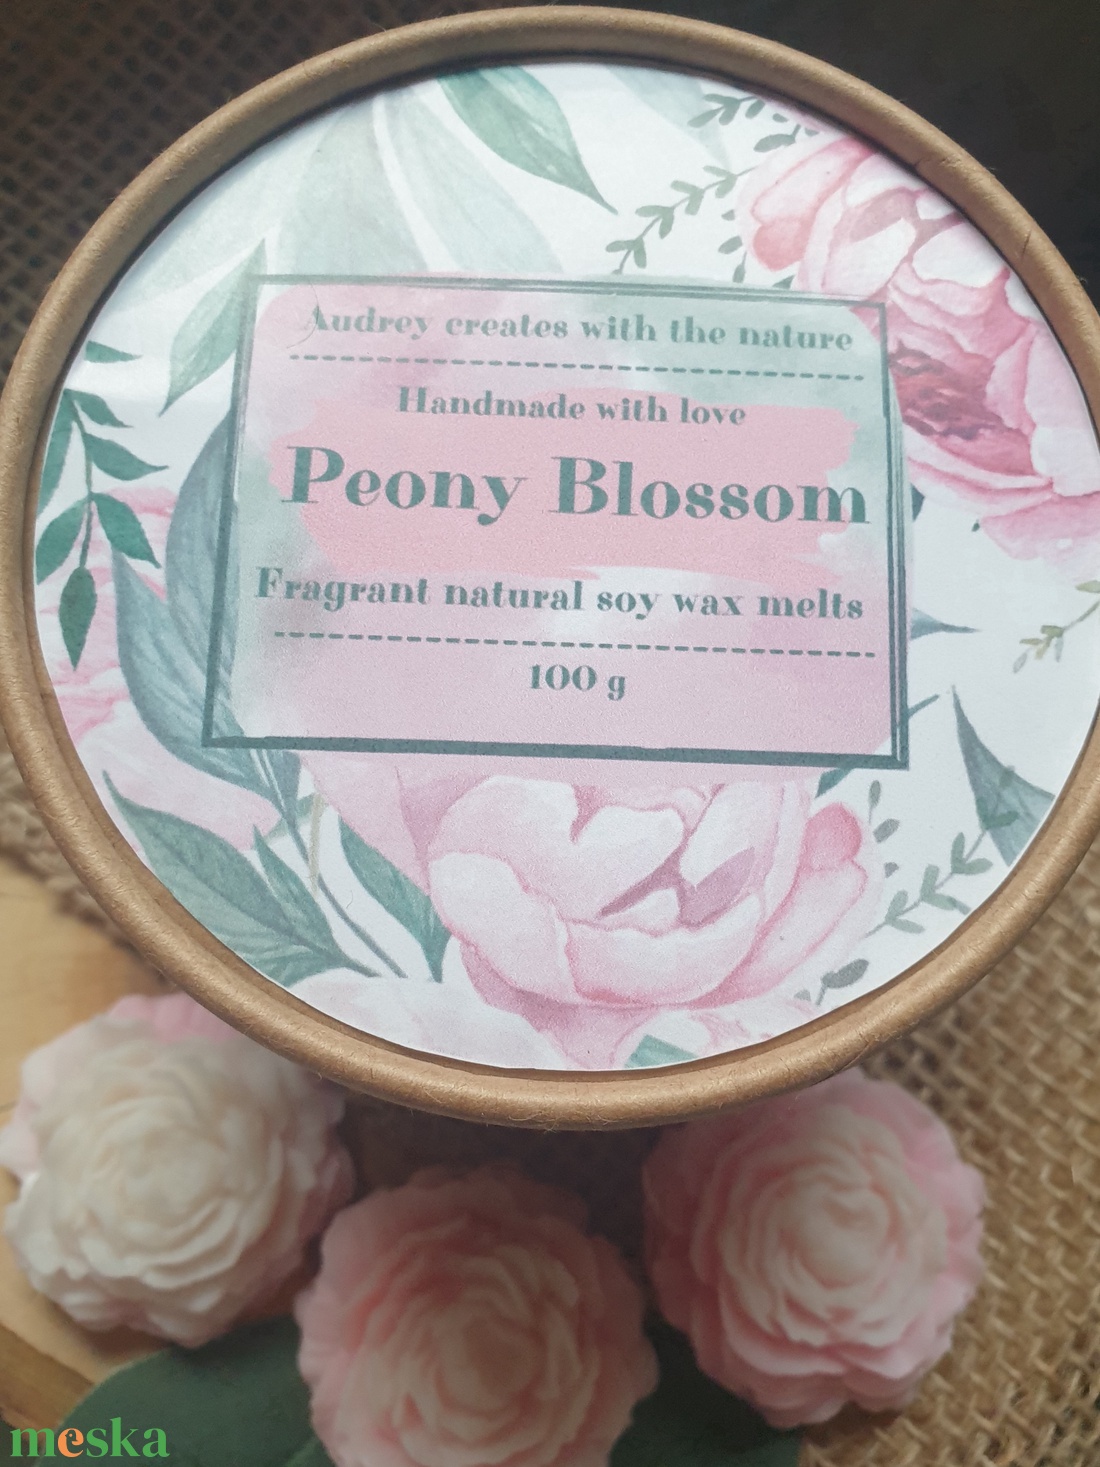 Audrey creates with the nature
Handmade with love
Peony Blossom
Fragrant natural soy wax melts
100 g
meska